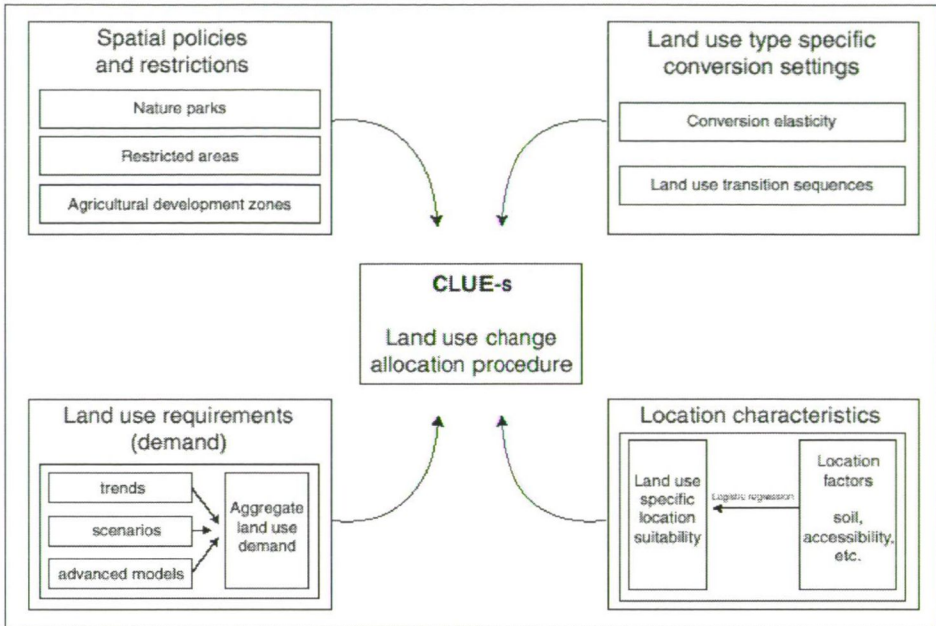 Spatial policies
and restrictions
Nature parks
Restricted areas
Agricultural development zones
Land use type specific
conversion settings
Conversion elasticity
Land use transition sequences
CLUE-s
Land use change
allocation procedure
Land use requirements
(demand)
trends
scenarios
advanced models
Aggregate
land use
demand
Location characteristics
Land use
specific
location
suitability
Logistic regression
Location
factors
soil,
accessibility,
etc.